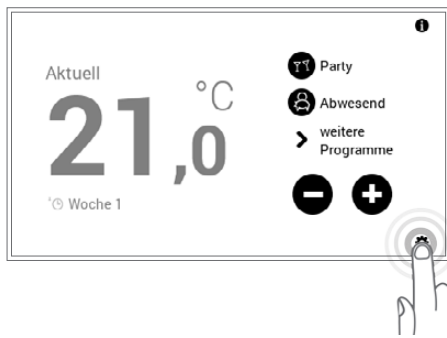 i
Aktuell
21,0 °C
Woche 1
Party
Abwesend
weitere
Programme